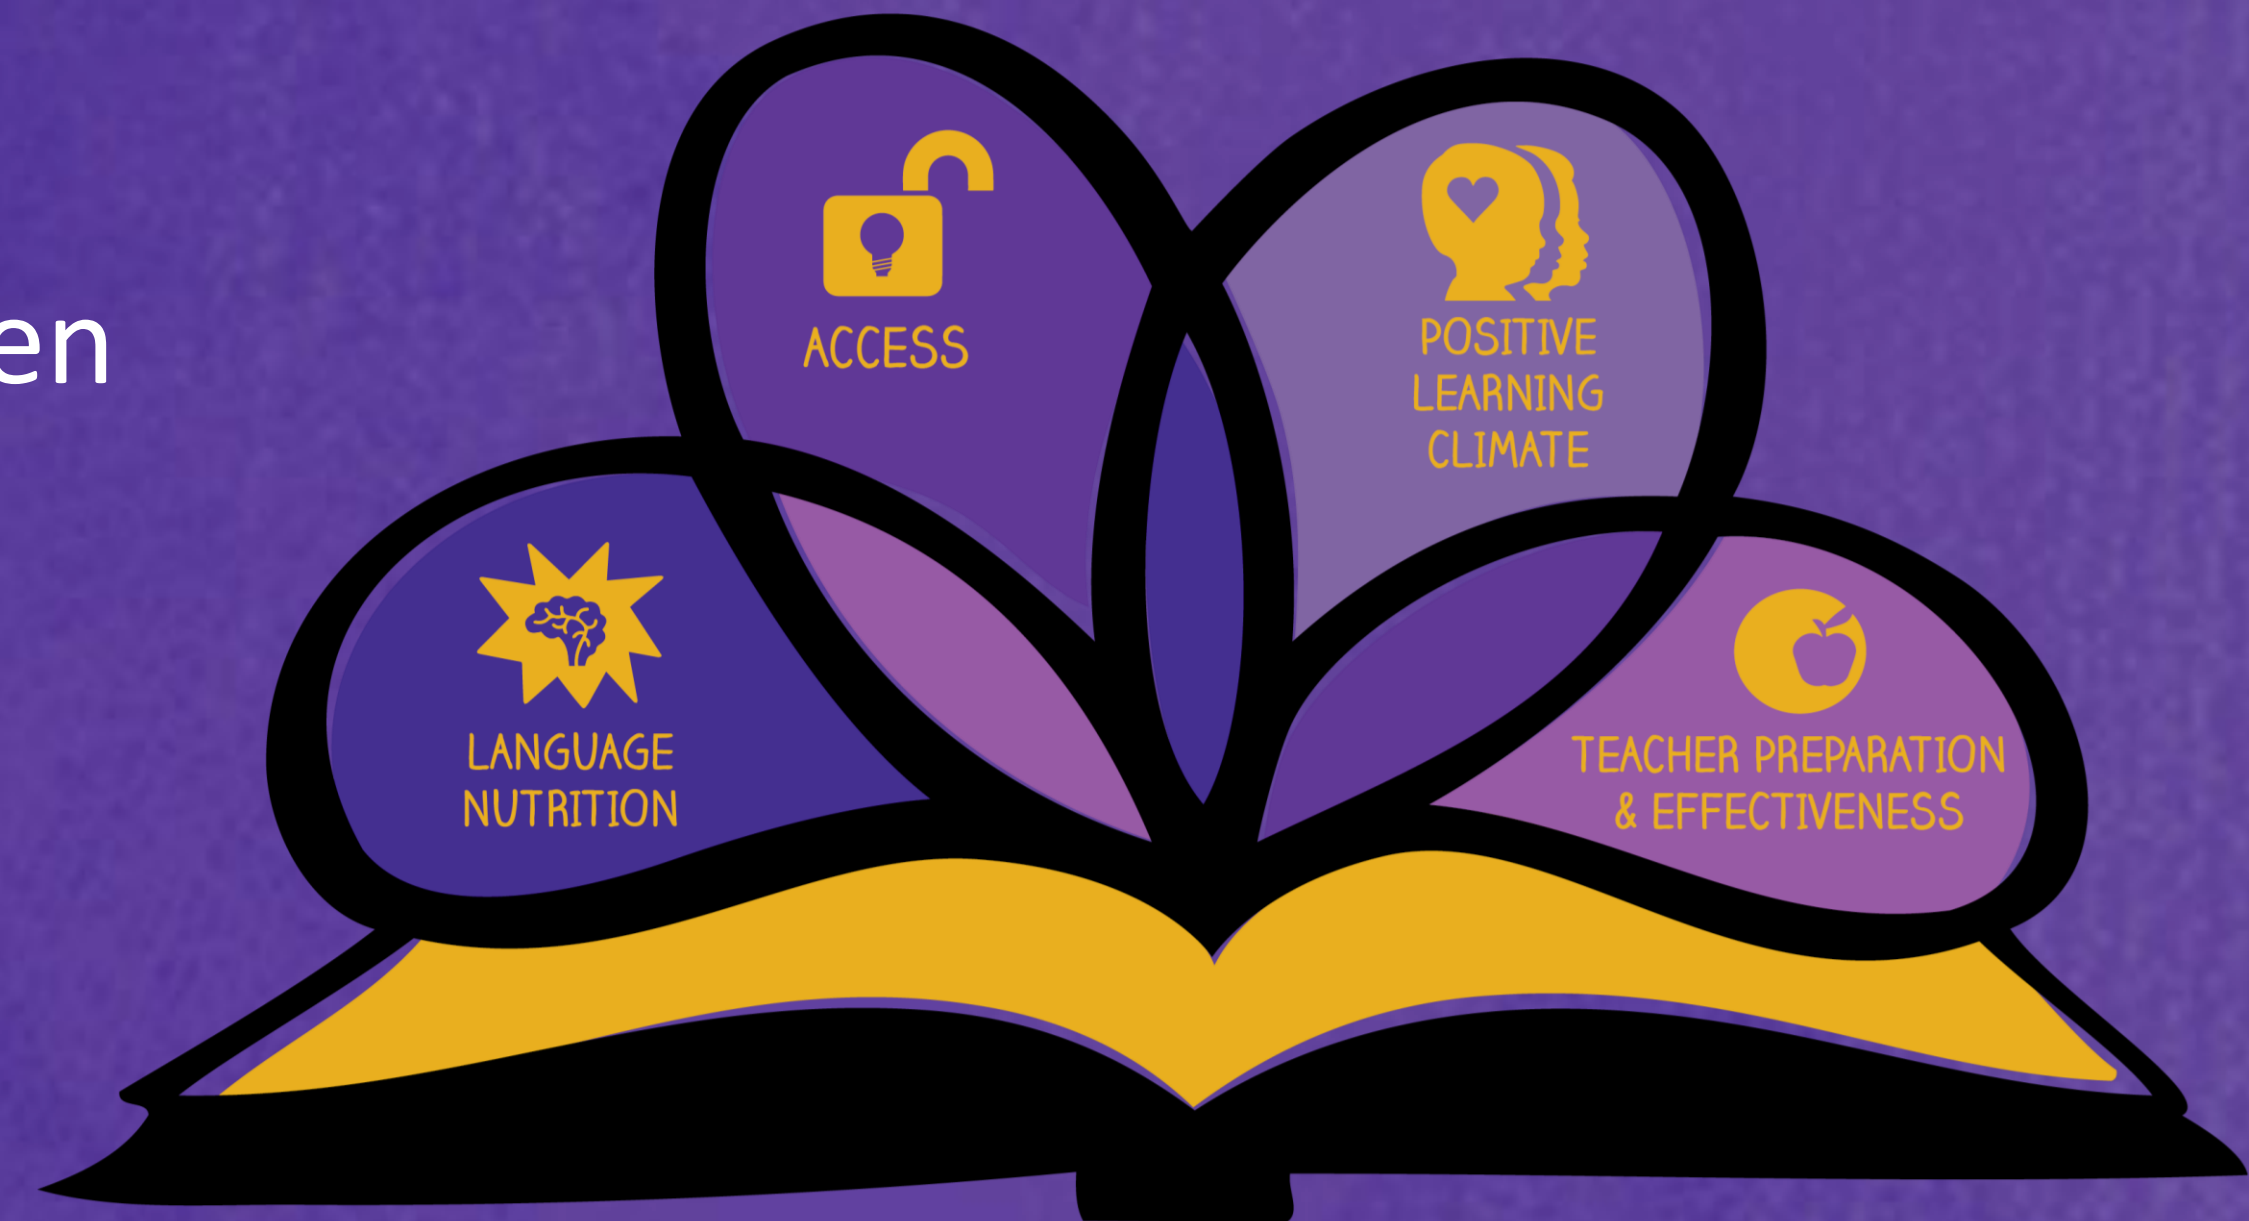 en
ACCESS
POSITIVE
LEARNING
CLIMATE
LANGUAGE
NUTRITION
TEACHER PREPARATION
& EFFECTIVENESS